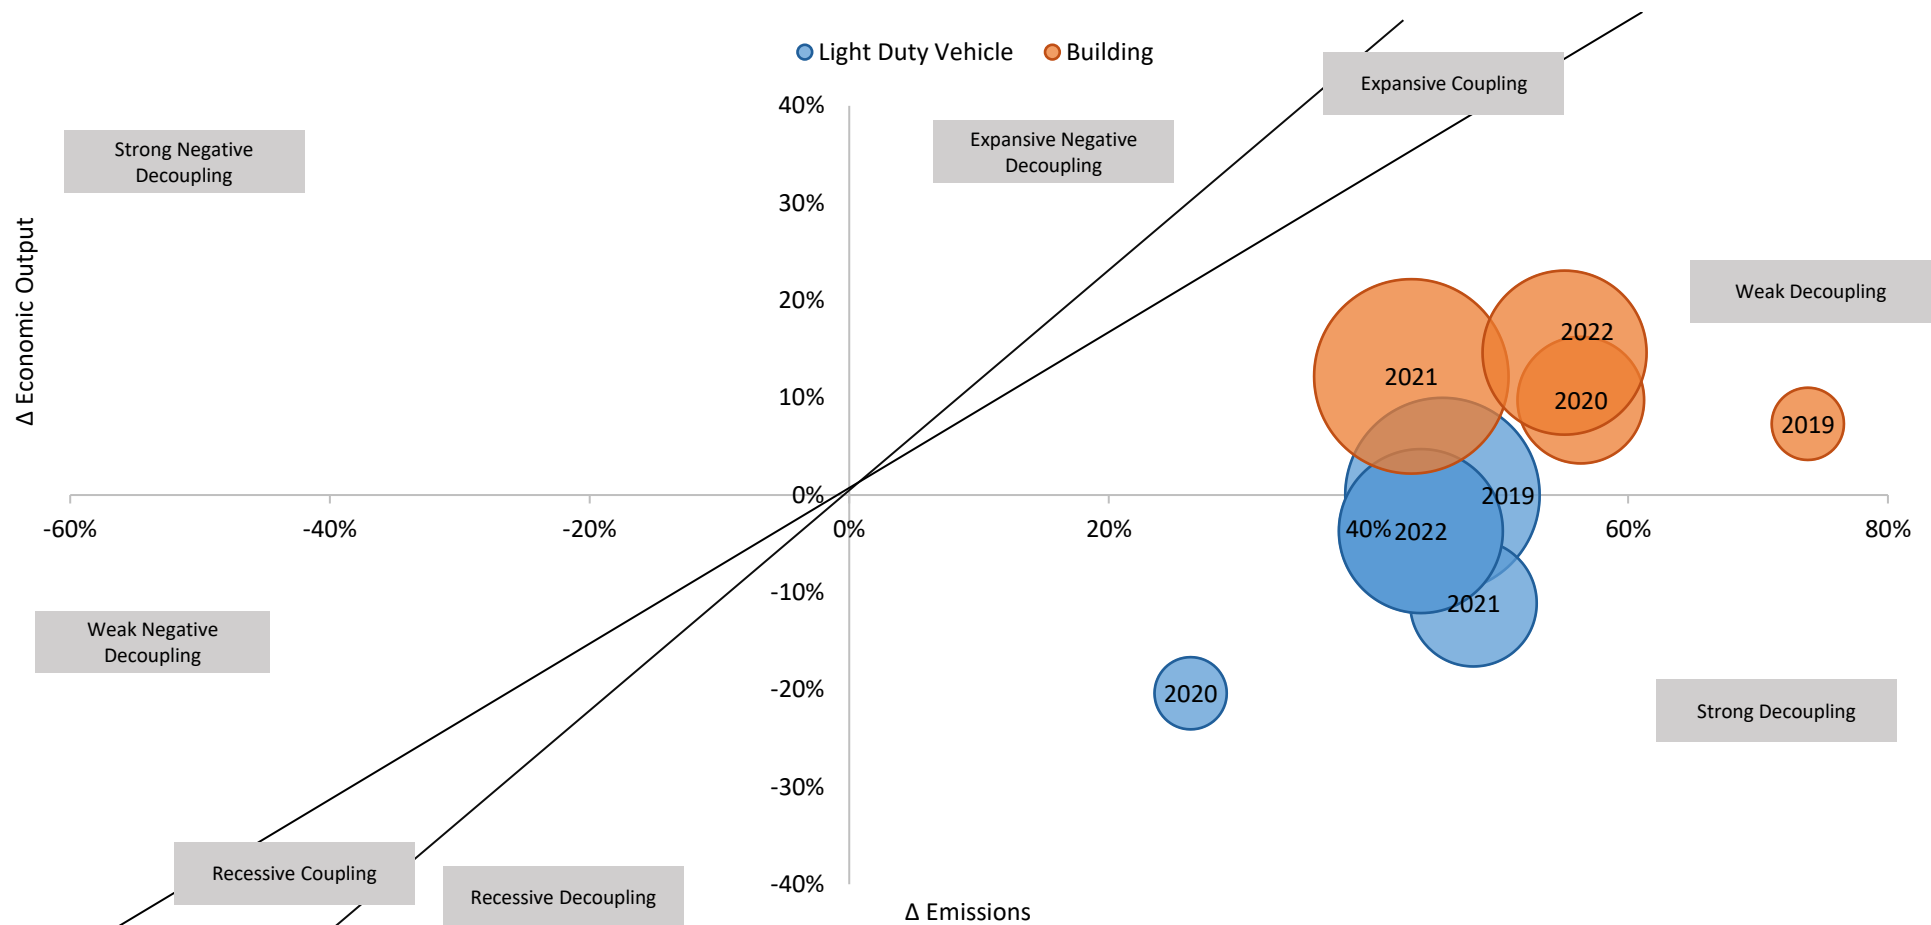 Light Duty Vehicle
Building
Expansive Coupling
40%
Expansive Negative
Decoupling
Strong Negative
Decoupling
30%
Δ Economic Output
20%
Weak Decoupling
2022
2021
10%
2020
2019
0%
2019
-60%
-40%
-20%
0%
20%
40%
2022
60%
80%
-10%
2021
Weak Negative
Decoupling
-20%
2020
Strong Decoupling
-30%
Recessive Coupling
-40%
Recessive Decoupling
Δ Emissions